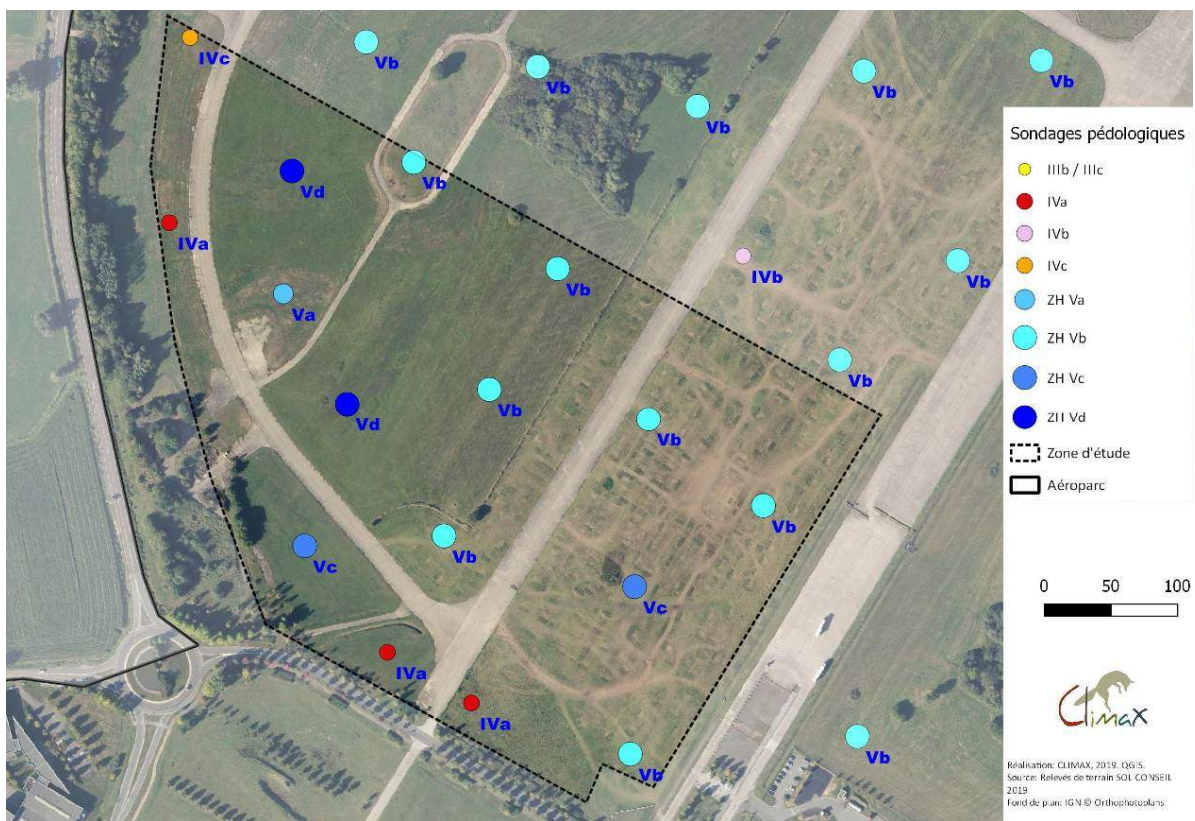 IVc
Vb
Vb
Vb
Vb
Vb
Vd
Vb
IVa
Vb
IVb
Vb
Va
Vb
Vd
Vb
Vb
Vb
Vc
Vb
Vc
IVa
IVa
Vb
Vb
Sondages pédologiques
IIIb / IIIc
IVa
IVb
IVc
ZH Va
ZH Vb
ZH Vc
ZH Vd
Zone d'étude
Aéroparc
0 50 100
Climax
Réalisation: CLIMAX, 2019. QGIS.
Source: Relevés de terrain SOL CONSEIL
2019
Fond de plan: IGN © Orthophotoplans